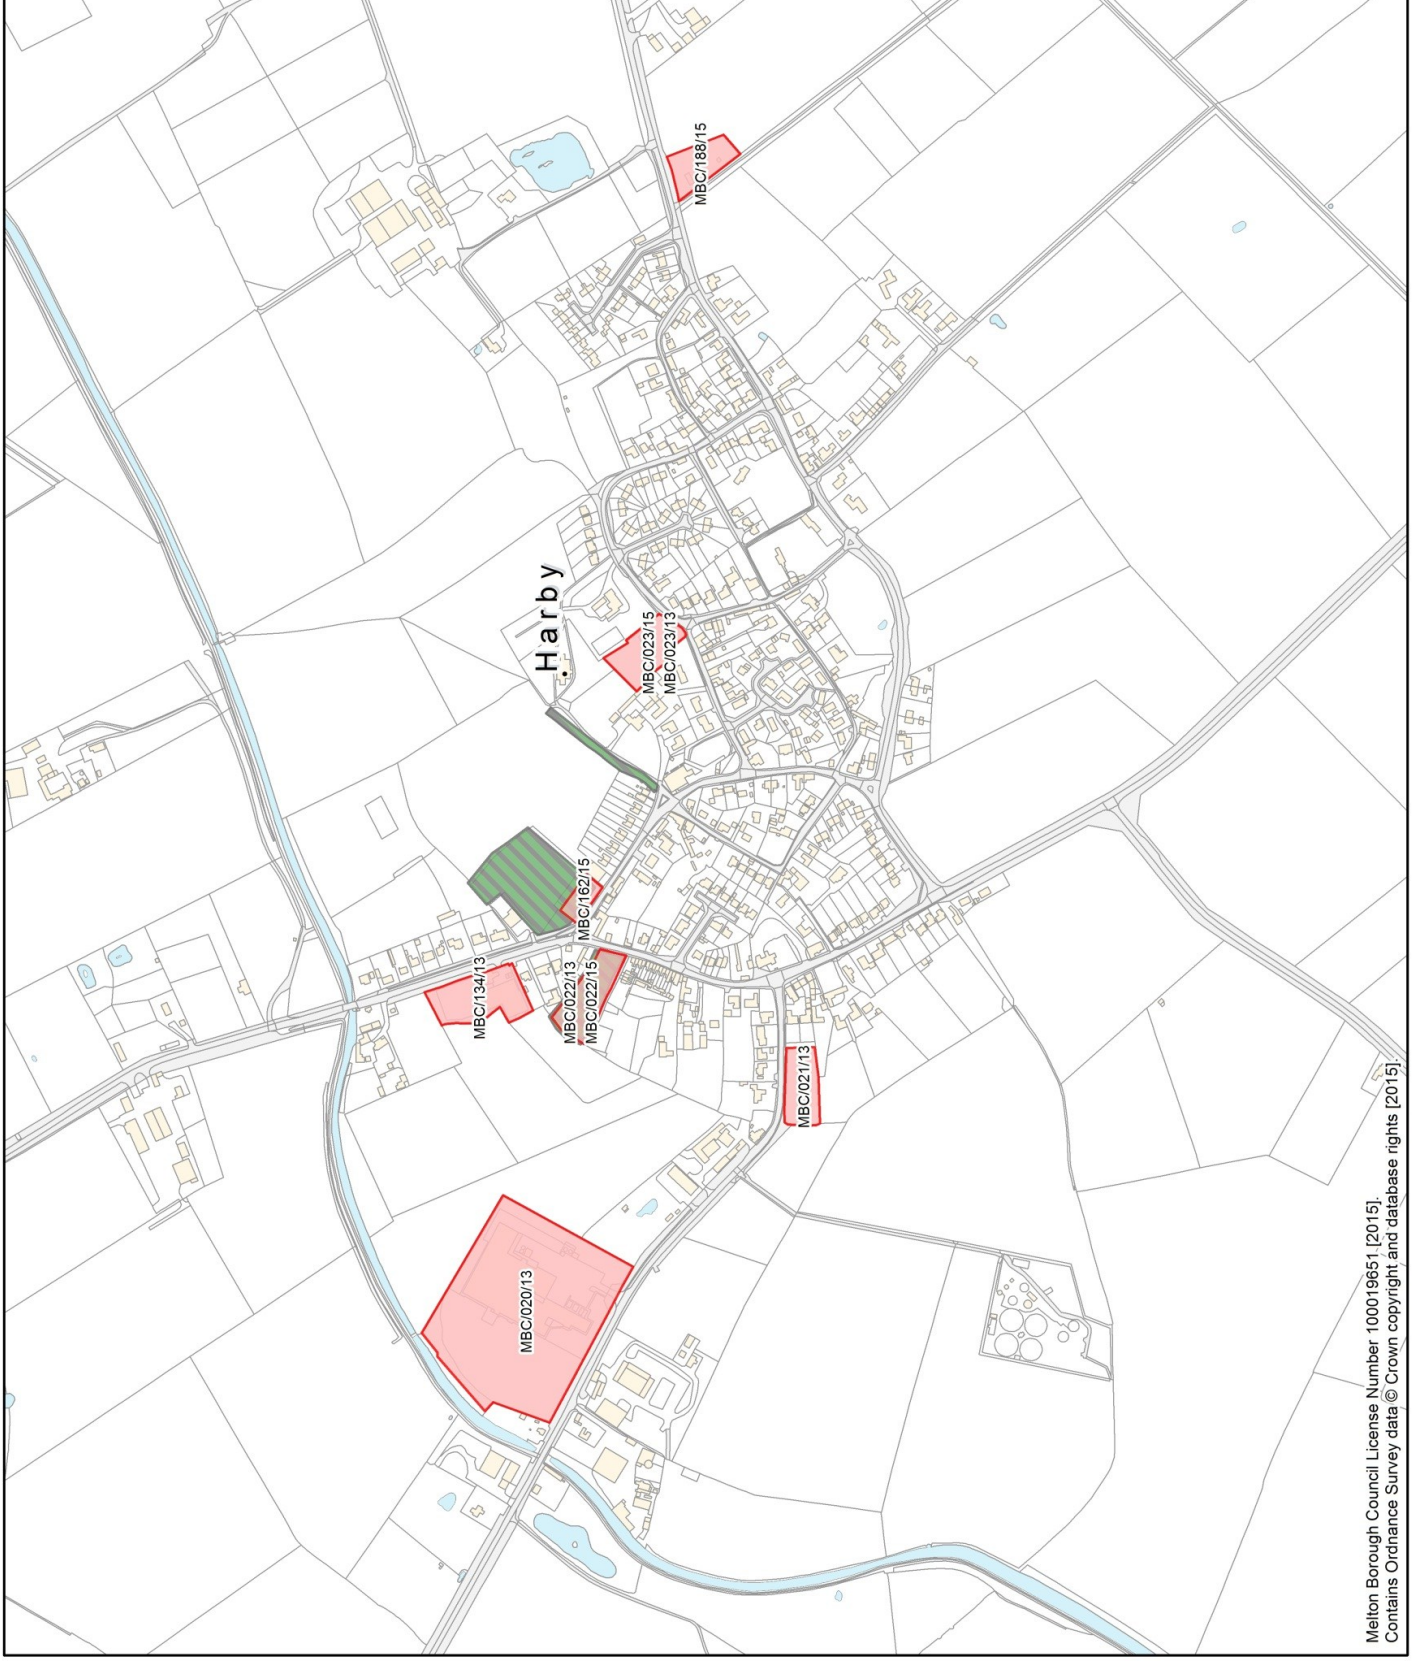 MBC/188/15
Harby
MBC/023/15
MBC/023/13
MBC/162/15
MBC/134/13
MBC/022/13
MBC/022/15
MBC/021/13
MBC/020/13
Melton Borough Council License Number 100019651.[2015].
Contains Ordnance Survey data © Crown copyright and database rights [2015].